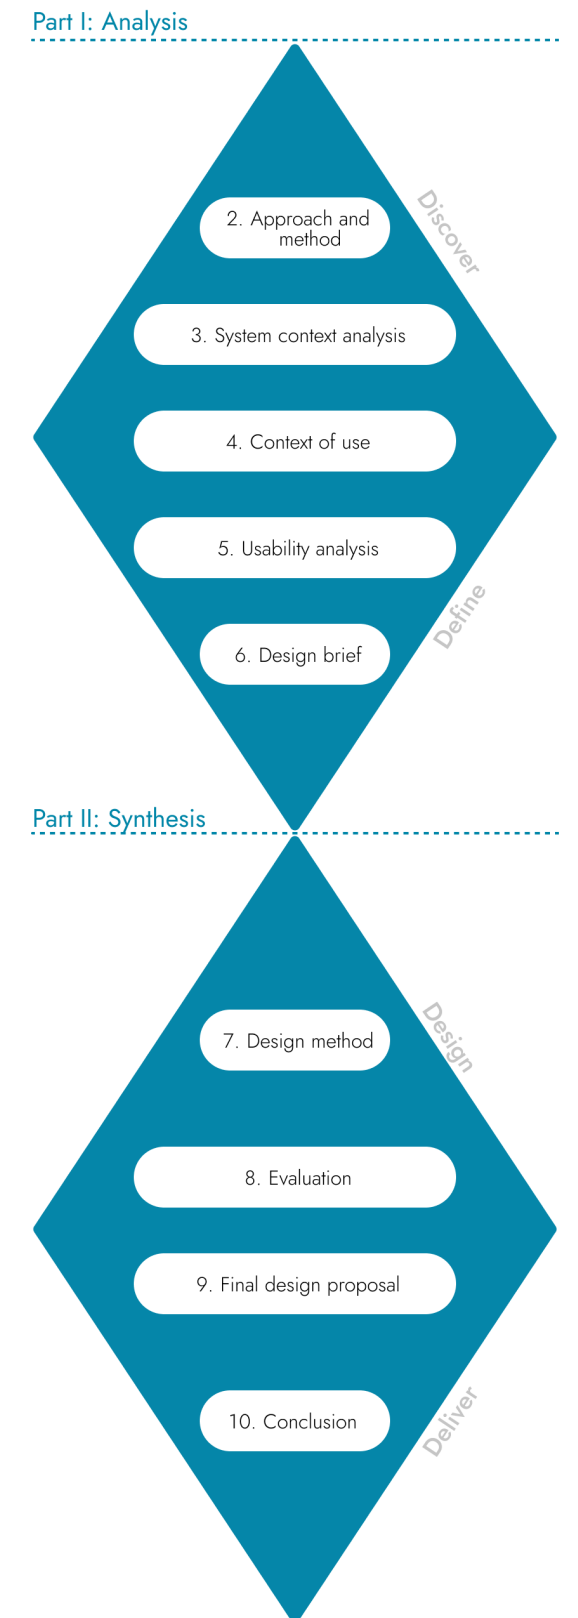 Part I: Analysis
Discover
2. Approach and
method
3. System context analysis
4. Context of use
5. Usability analysis
Define
6. Design brief
Part II: Synthesis
Design
7. Design method
8. Evaluation
9. Final design proposal
Deliver
10. Conclusion